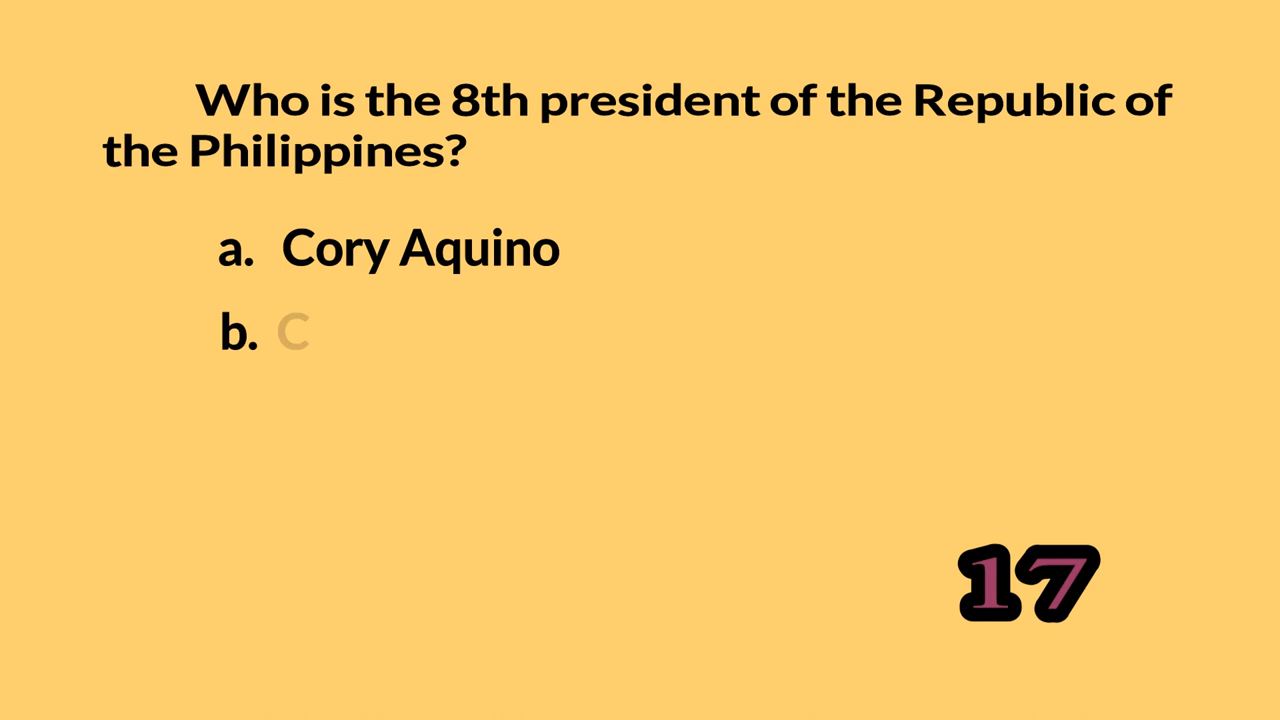 Who is the 8th president of the Republic of
the Philippines?
a. Cory Aquino
b. C
17